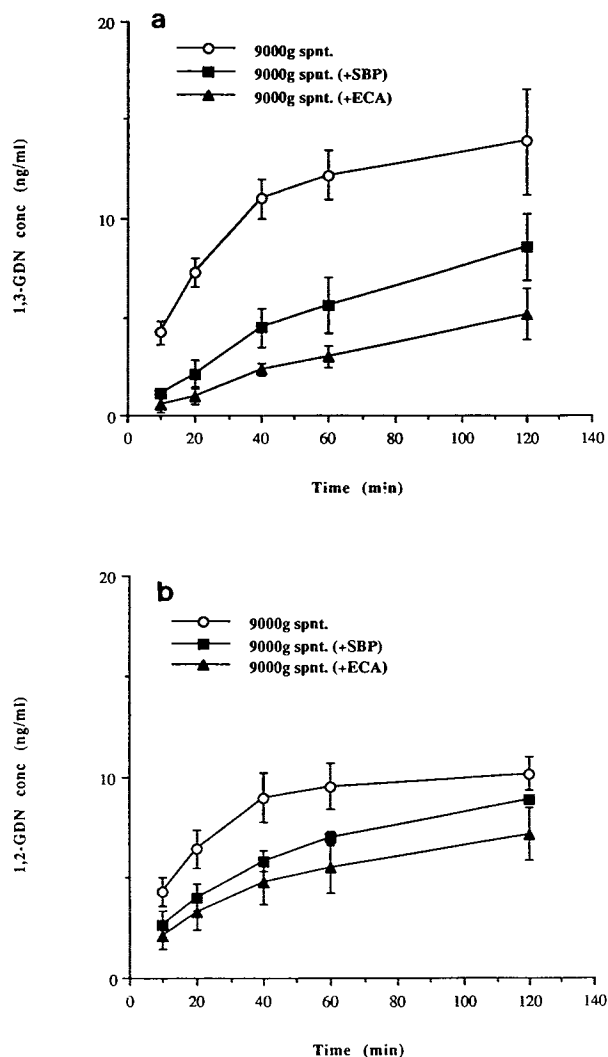 a
9000g spnt.
9000g spnt. (+SBP)
9000g spnt. (+ECA)
1,3-GDN conc (ng/ml)
20
10
0
0 20 40 60 80 100 120 140
Time (min)
b
9000g spnt.
9000g spnt. (+SBP)
9000g spnt. (+ECA)
1,2-GDN conc (ng/ml)
20
10
0
0 20 40 60 80 100 120 140
Time (min)